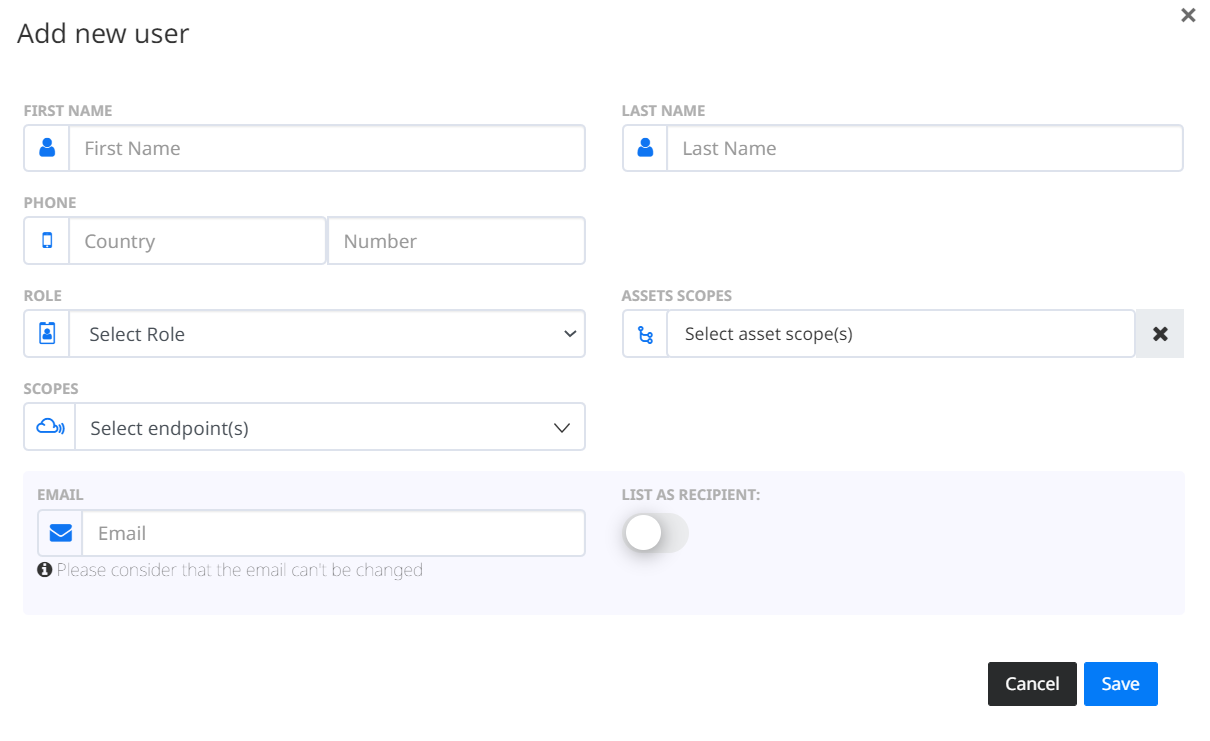 Add new user
FIRST NAME
LAST NAME
First Name
Last Name
PHONE
Country
Number
ROLE
ASSETS SCOPES
Select Role
Select asset scope(s)
SCOPES
Select endpoint(s)
EMAIL
LIST AS RECIPIENT:
Email
Please consider that the email can't be changed
Cancel
Save